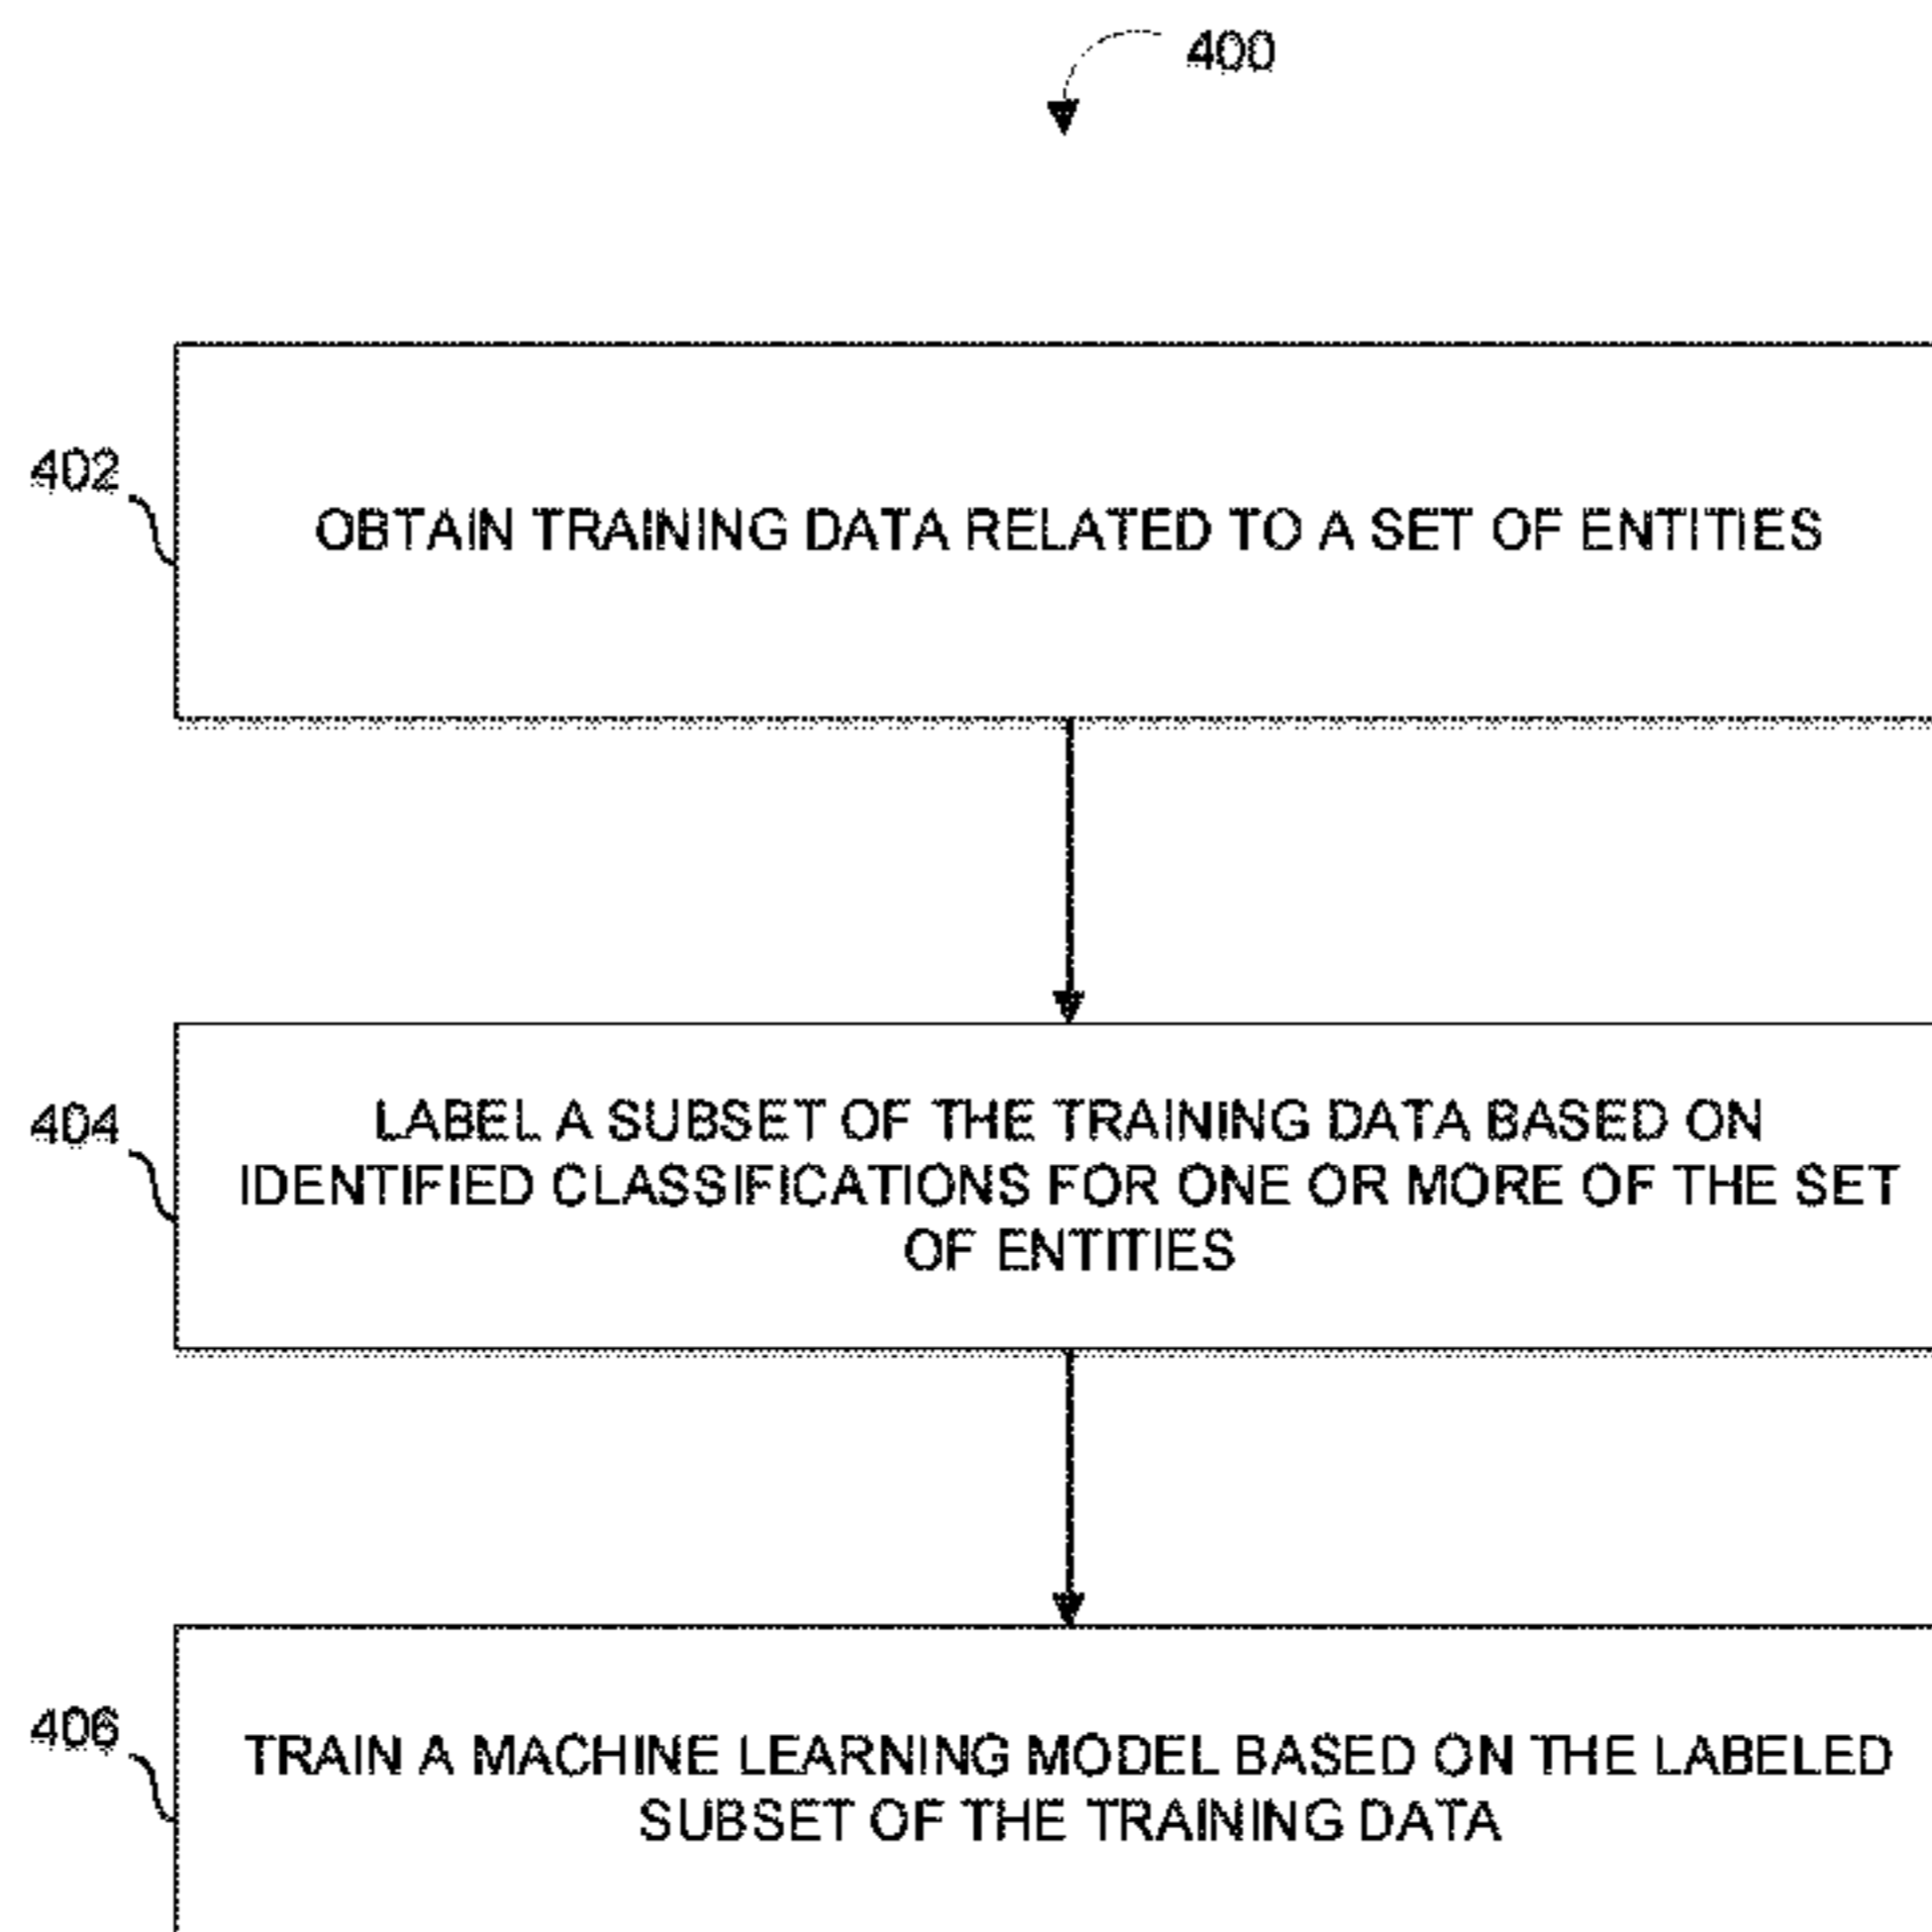 400
402
OBTAIN TRAINING DATA RELATED TO A SET OF ENTITIES
404
LABEL A SUBSET OF THE TRAINING DATA BASED ON
IDENTIFIED CLASSIFICATIONS FOR ONE OR MORE OF THE SET
OF ENTITIES
406
TRAIN A MACHINE LEARNING MODEL BASED ON THE LABELED
SUBSET OF THE TRAINING DATA